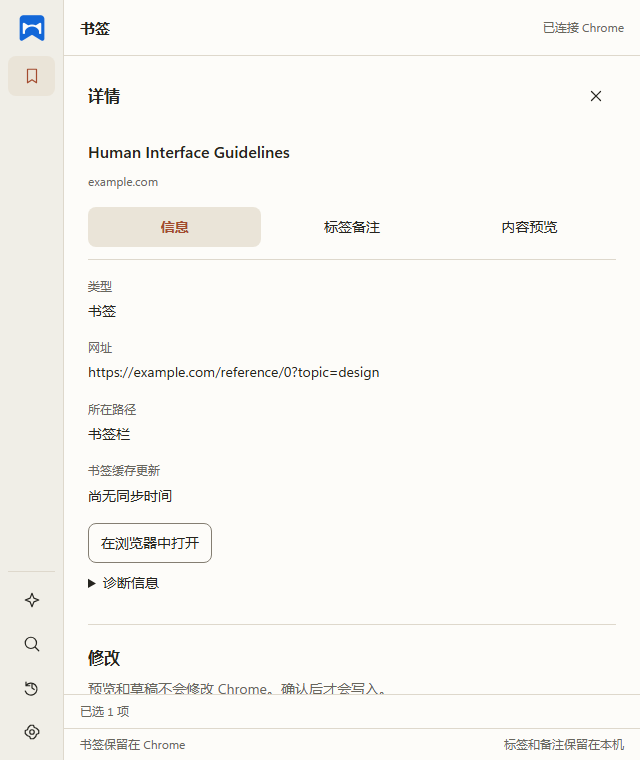 书签
已连接 Chrome
详情
Human Interface Guidelines
example.com
信息
标签备注
内容预览
类型
书签
网址
https://example.com/reference/0?topic=design
所在路径
书签栏
书签缓存更新
尚无同步时间
在浏览器中打开
诊断信息
修改
预览和草稿不会修改 Chrome。确认后才会写入。
已选 1 项
书签保留在 Chrome
标签和备注保留在本机